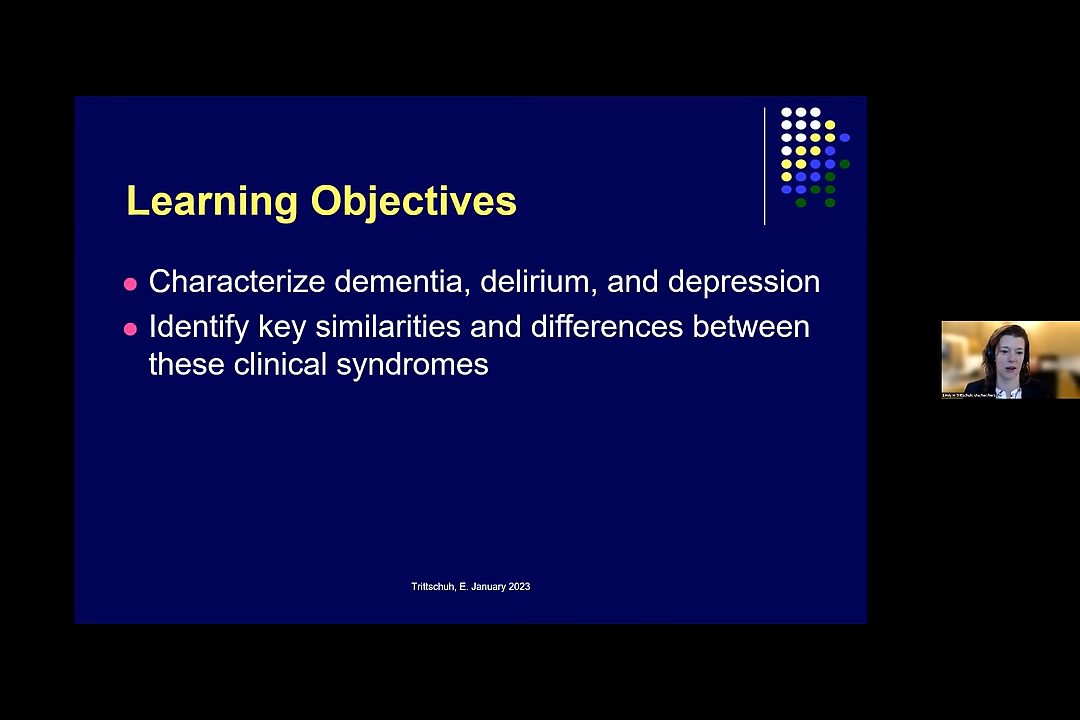 Learning Objectives
Characterize dementia, delirium, and depression
Identify key similarities and differences between
these clinical syndromes
Trittschuh, E. January 2023